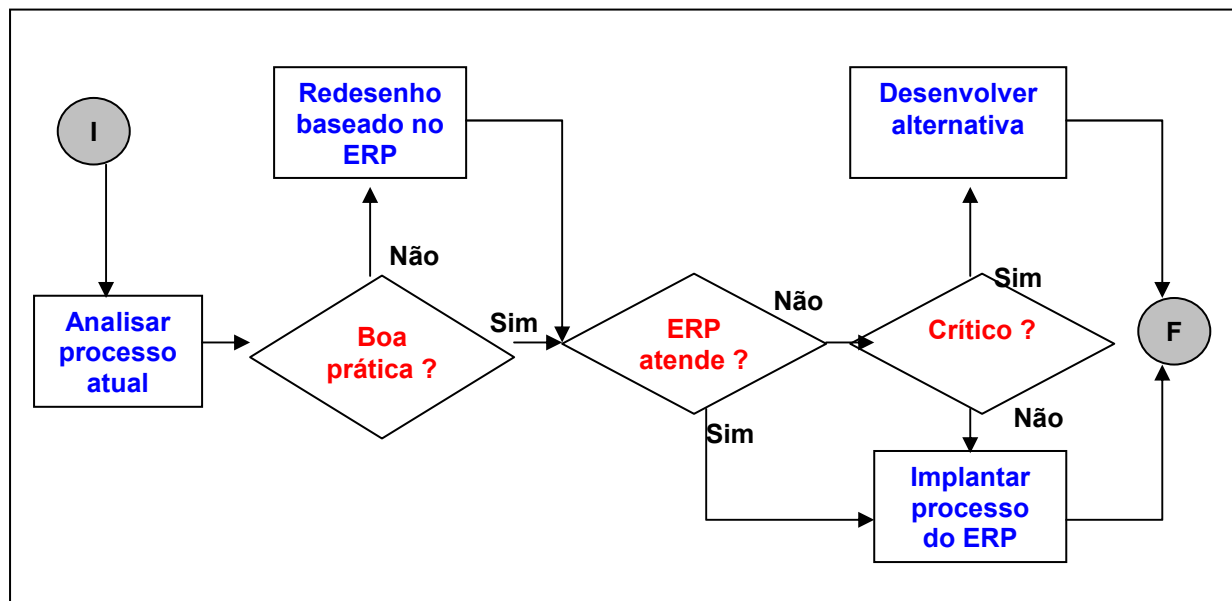 I
Analisar
processo
atual
Redesenho
baseado no
ERP
Não
Boa
prática ?
Sim
ERP
atende ?
Não
Sim
Desenvolver
alternativa
Sim
Crítico ?
Não
Implantar
processo
do ERP
F